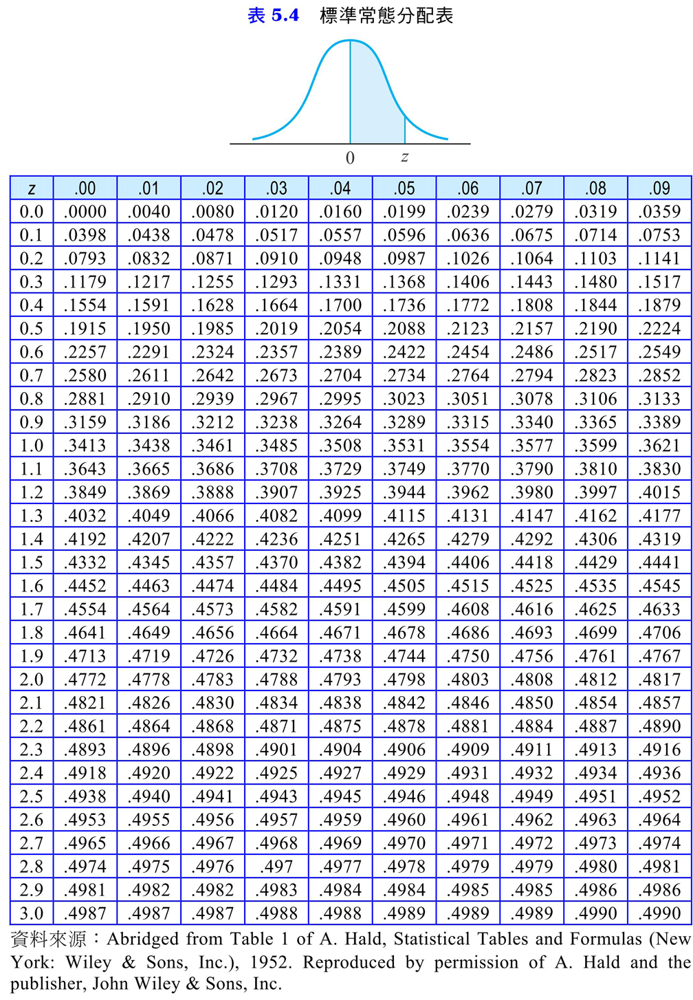 表 5.4 標準常態分配表
0 z
z .00 .01 .02 .03 .04 .05 .06 .07 .08 .09
0.0 .0000 .0040 .0080 .0120 .0160 .0199 .0239 .0279 .0319 .0359
0.1 .0398 .0438 .0478 .0517 .0557 .0596 .0636 .0675 .0714 .0753
0.2 .0793 .0832 .0871 .0910 .0948 .0987 .1026 .1064 .1103 .1141
0.3 .1179 .1217 .1255 .1293 .1331 .1368 .1406 .1443 .1480 .1517
0.4 .1554 .1591 .1628 .1664 .1700 .1736 .1772 .1808 .1844 .1879
0.5 .1915 .1950 .1985 .2019 .2054 .2088 .2123 .2157 .2190 .2224
0.6 .2257 .2291 .2324 .2357 .2389 .2422 .2454 .2486 .2517 .2549
0.7 .2580 .2611 .2642 .2673 .2704 .2734 .2764 .2794 .2823 .2852
0.8 .2881 .2910 .2939 .2967 .2995 .3023 .3051 .3078 .3106 .3133
0.9 .3159 .3186 .3212 .3238 .3264 .3289 .3315 .3340 .3365 .3389
1.0 .3413 .3438 .3461 .3485 .3508 .3531 .3554 .3577 .3599 .3621
1.1 .3643 .3665 .3686 .3708 .3729 .3749 .3770 .3790 .3810 .3830
1.2 .3849 .3869 .3888 .3907 .3925 .3944 .3962 .3980 .3997 .4015
1.3 .4032 .4049 .4066 .4082 .4099 .4115 .4131 .4147 .4162 .4177
1.4 .4192 .4207 .4222 .4236 .4251 .4265 .4279 .4292 .4306 .4319
1.5 .4332 .4345 .4357 .4370 .4382 .4394 .4406 .4418 .4429 .4441
1.6 .4452 .4463 .4474 .4484 .4495 .4505 .4515 .4525 .4535 .4545
1.7 .4554 .4564 .4573 .4582 .4591 .4599 .4608 .4616 .4625 .4633
1.8 .4641 .4649 .4656 .4664 .4671 .4678 .4686 .4693 .4699 .4706
1.9 .4713 .4719 .4726 .4732 .4738 .4744 .4750 .4756 .4761 .4767
2.0 .4772 .4778 .4783 .4788 .4793 .4798 .4803 .4808 .4812 .4817
2.1 .4821 .4826 .4830 .4834 .4838 .4842 .4846 .4850 .4854 .4857
2.2 .4861 .4864 .4868 .4871 .4875 .4878 .4881 .4884 .4887 .4890
2.3 .4893 .4896 .4898 .4901 .4904 .4906 .4909 .4911 .4913 .4916
2.4 .4918 .4920 .4922 .4925 .4927 .4929 .4931 .4932 .4934 .4936
2.5 .4938 .4940 .4941 .4943 .4945 .4946 .4948 .4949 .4951 .4952
2.6 .4953 .4955 .4956 .4957 .4959 .4960 .4961 .4962 .4963 .4964
2.7 .4965 .4966 .4967 .4968 .4969 .4970 .4971 .4972 .4973 .4974
2.8 .4974 .4975 .4976 .497 .4977 .4978 .4979 .4979 .4980 .4981
2.9 .4981 .4982 .4982 .4983 .4984 .4984 .4985 .4985 .4986 .4986
3.0 .4987 .4987 .4987 .4988 .4988 .4989 .4989 .4989 .4990 .4990
資料來源：Abridged from Table 1 of A. Hald, Statistical Tables and Formulas (New
York: Wiley & Sons, Inc.), 1952. Reproduced by permission of A. Hald and the
publisher, John Wiley & Sons, Inc.